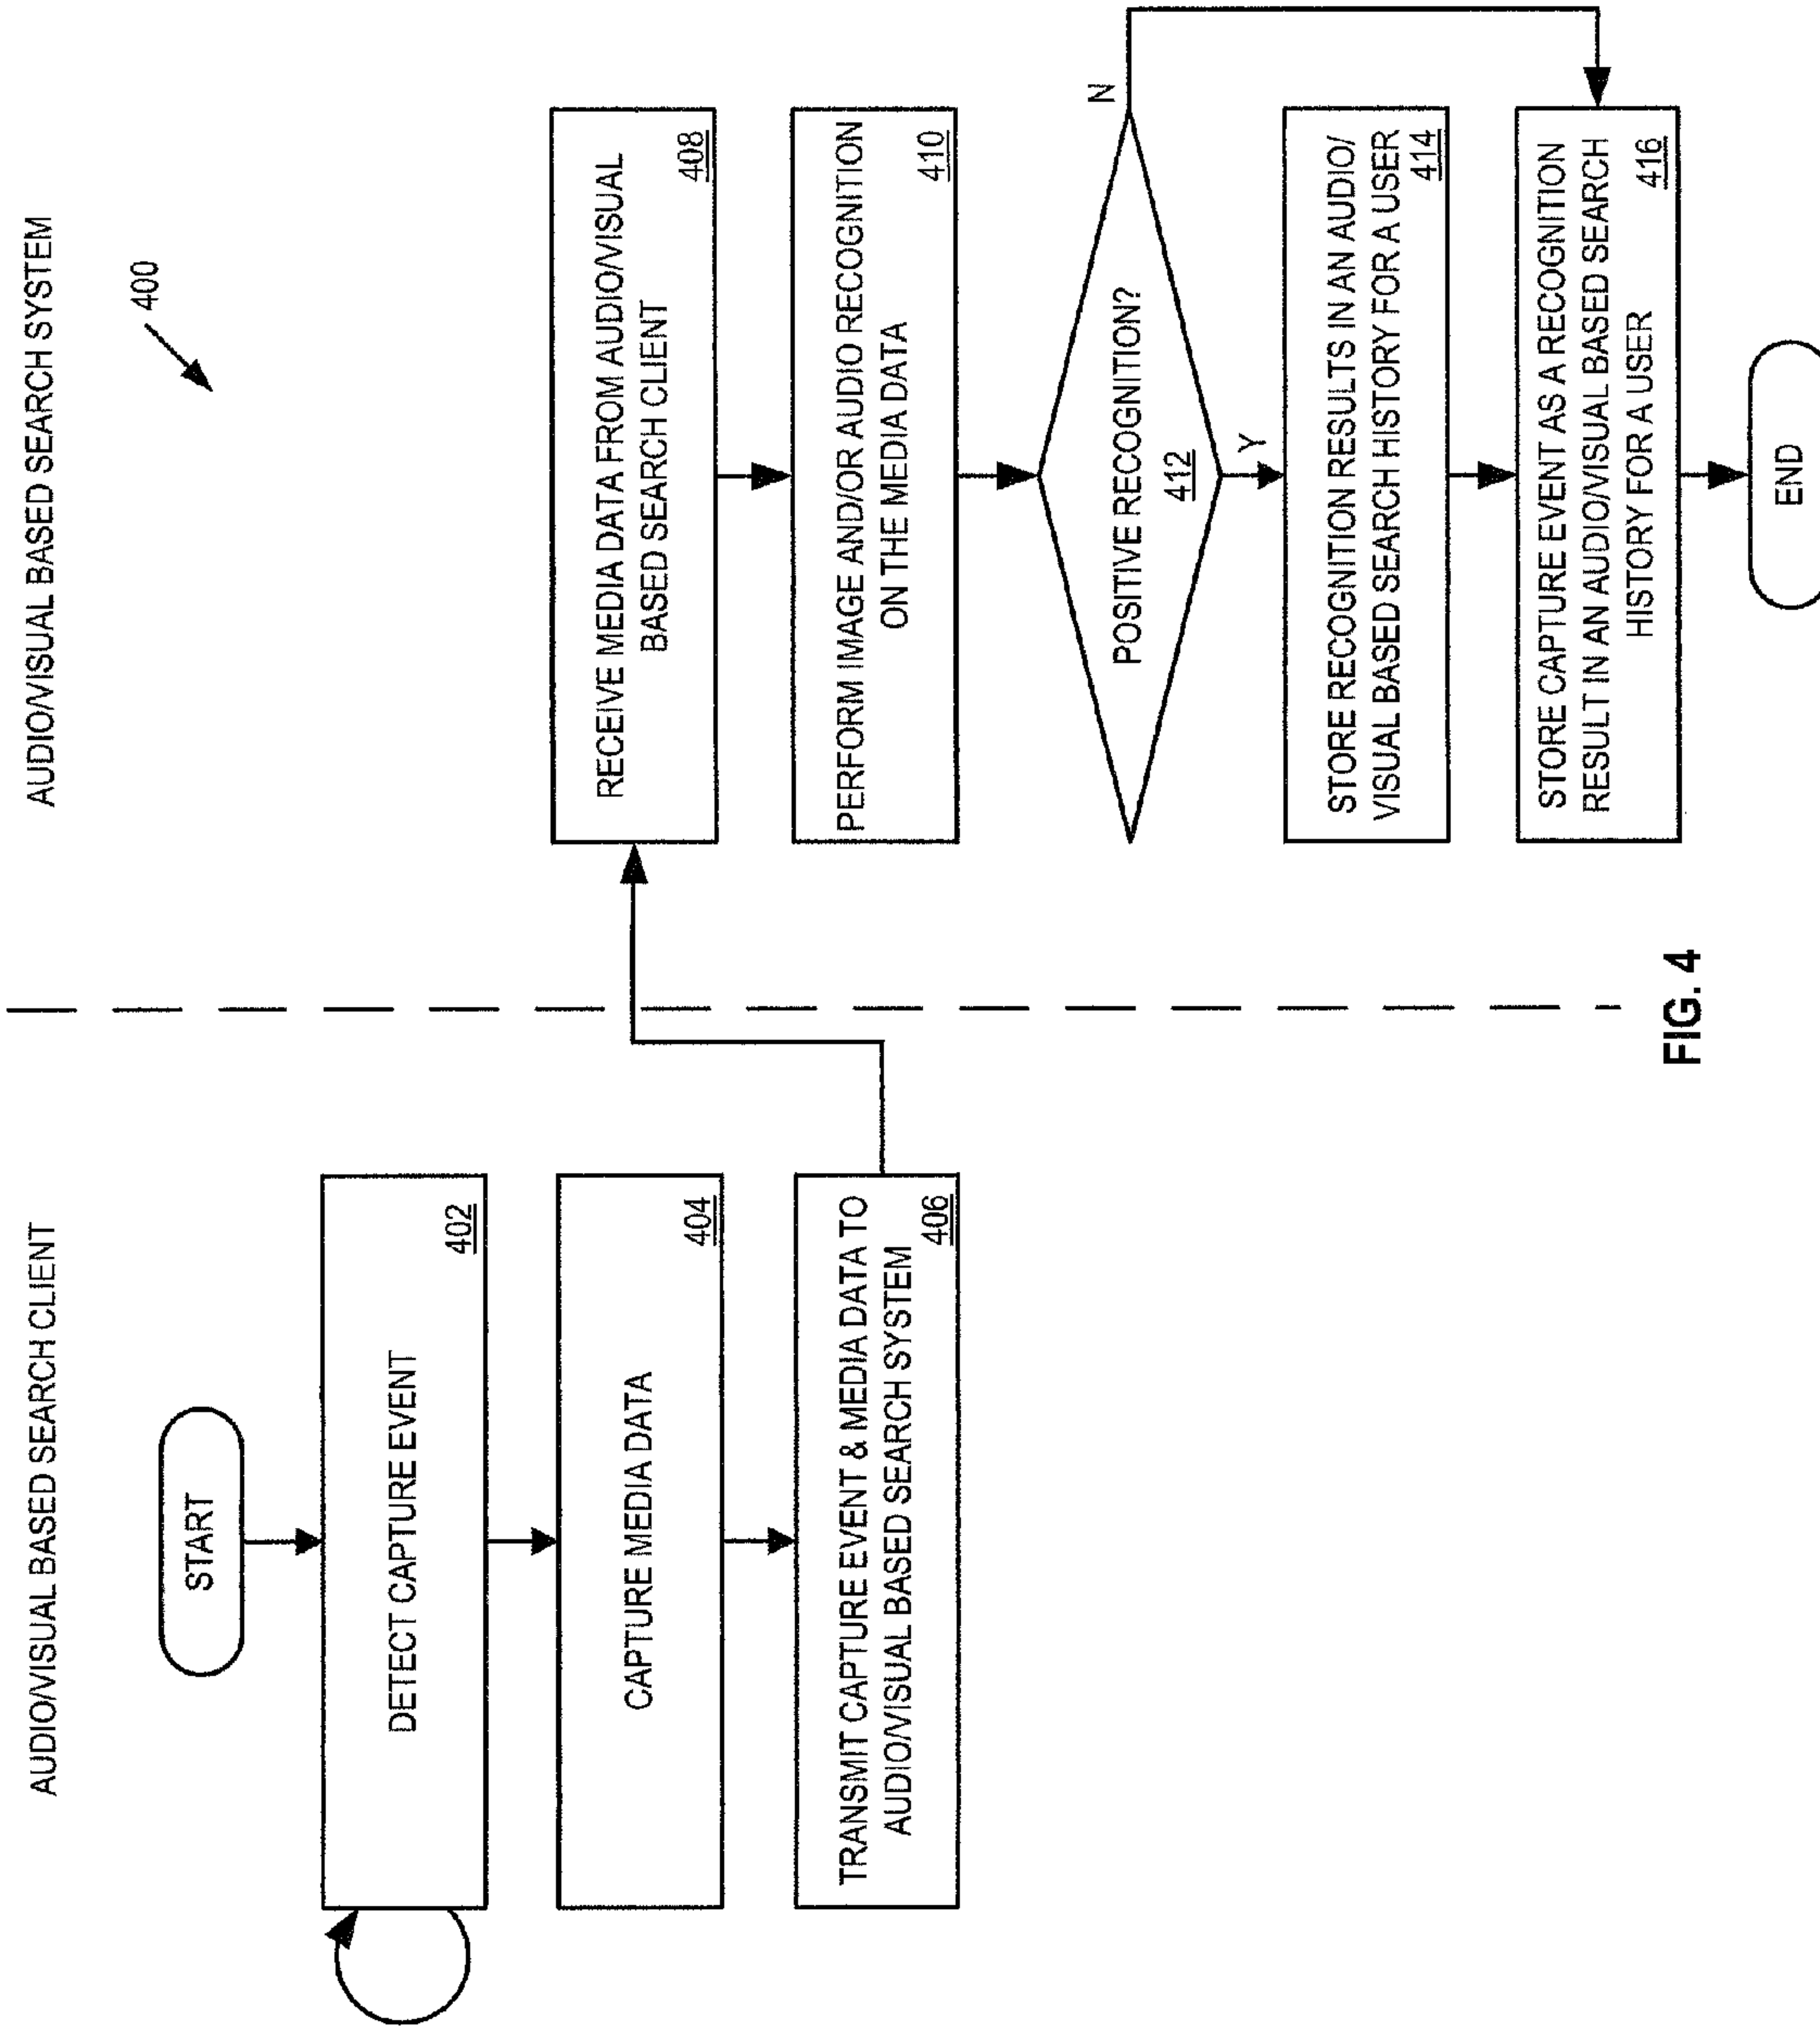 AUDIO/VISUAL BASED SEARCH CLIENT
START
DETECT CAPTURE EVENT
402
CAPTURE MEDIA DATA
404
TRANSMIT CAPTURE EVENT & MEDIA DATA TO
AUDIO/VISUAL BASED SEARCH SYSTEM
406
AUDIO/VISUAL BASED SEARCH SYSTEM
400
RECEIVE MEDIA DATA FROM AUDIO/VISUAL
BASED SEARCH CLIENT
408
PERFORM IMAGE AND/OR AUDIO RECOGNITION
ON THE MEDIA DATA
410
POSITIVE RECOGNITION?
412
N
Y
STORE RECOGNITION RESULTS IN AN AUDIO/
VISUAL BASED SEARCH HISTORY FOR A USER
414
STORE CAPTURE EVENT AS A RECOGNITION
RESULT IN AN AUDIO/VISUAL BASED SEARCH
HISTORY FOR A USER
416
END
FIG. 4